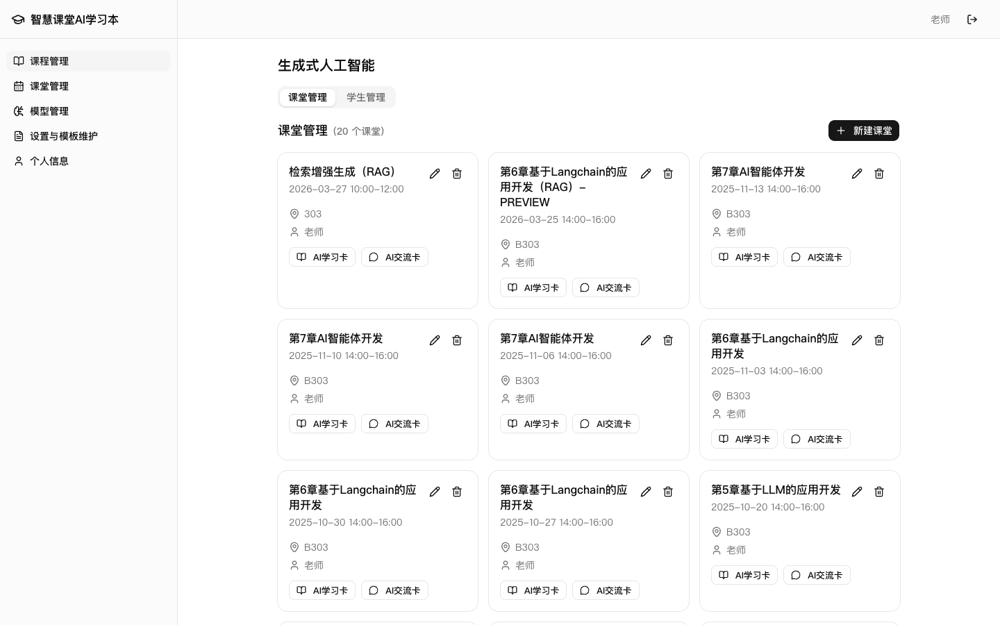 智慧课堂AI学习本
老师
课程管理
课堂管理
模型管理
设置与模板维护
个人信息
生成式人工智能
课堂管理
学生管理
课堂管理 (20 个课堂)
新建课堂
检索增强生成（RAG）
2026-03-27 10:00-12:00
303
老师
AI学习卡
AI交流卡
第6章基于Langchain的应
用开发（RAG）-
PREVIEW
2026-03-25 14:00-16:00
B303
老师
AI学习卡
AI交流卡
第7章AI智能体开发
2025-11-13 14:00-16:00
B303
老师
AI学习卡
AI交流卡
第7章AI智能体开发
2025-11-10 14:00-16:00
B303
老师
AI学习卡
AI交流卡
第7章AI智能体开发
2025-11-06 14:00-16:00
B303
老师
AI学习卡
AI交流卡
第6章基于Langchain的应
用开发
2025-11-03 14:00-16:00
B303
老师
AI学习卡
AI交流卡
第6章基于Langchain的应
用开发
2025-10-30 14:00-16:00
B303
老师
AI学习卡
AI交流卡
第6章基于Langchain的应
用开发
2025-10-27 14:00-16:00
B303
老师
AI学习卡
AI交流卡
第5章基于LLM的应用开发
2025-10-20 14:00-16:00
B303
老师
AI学习卡
AI交流卡